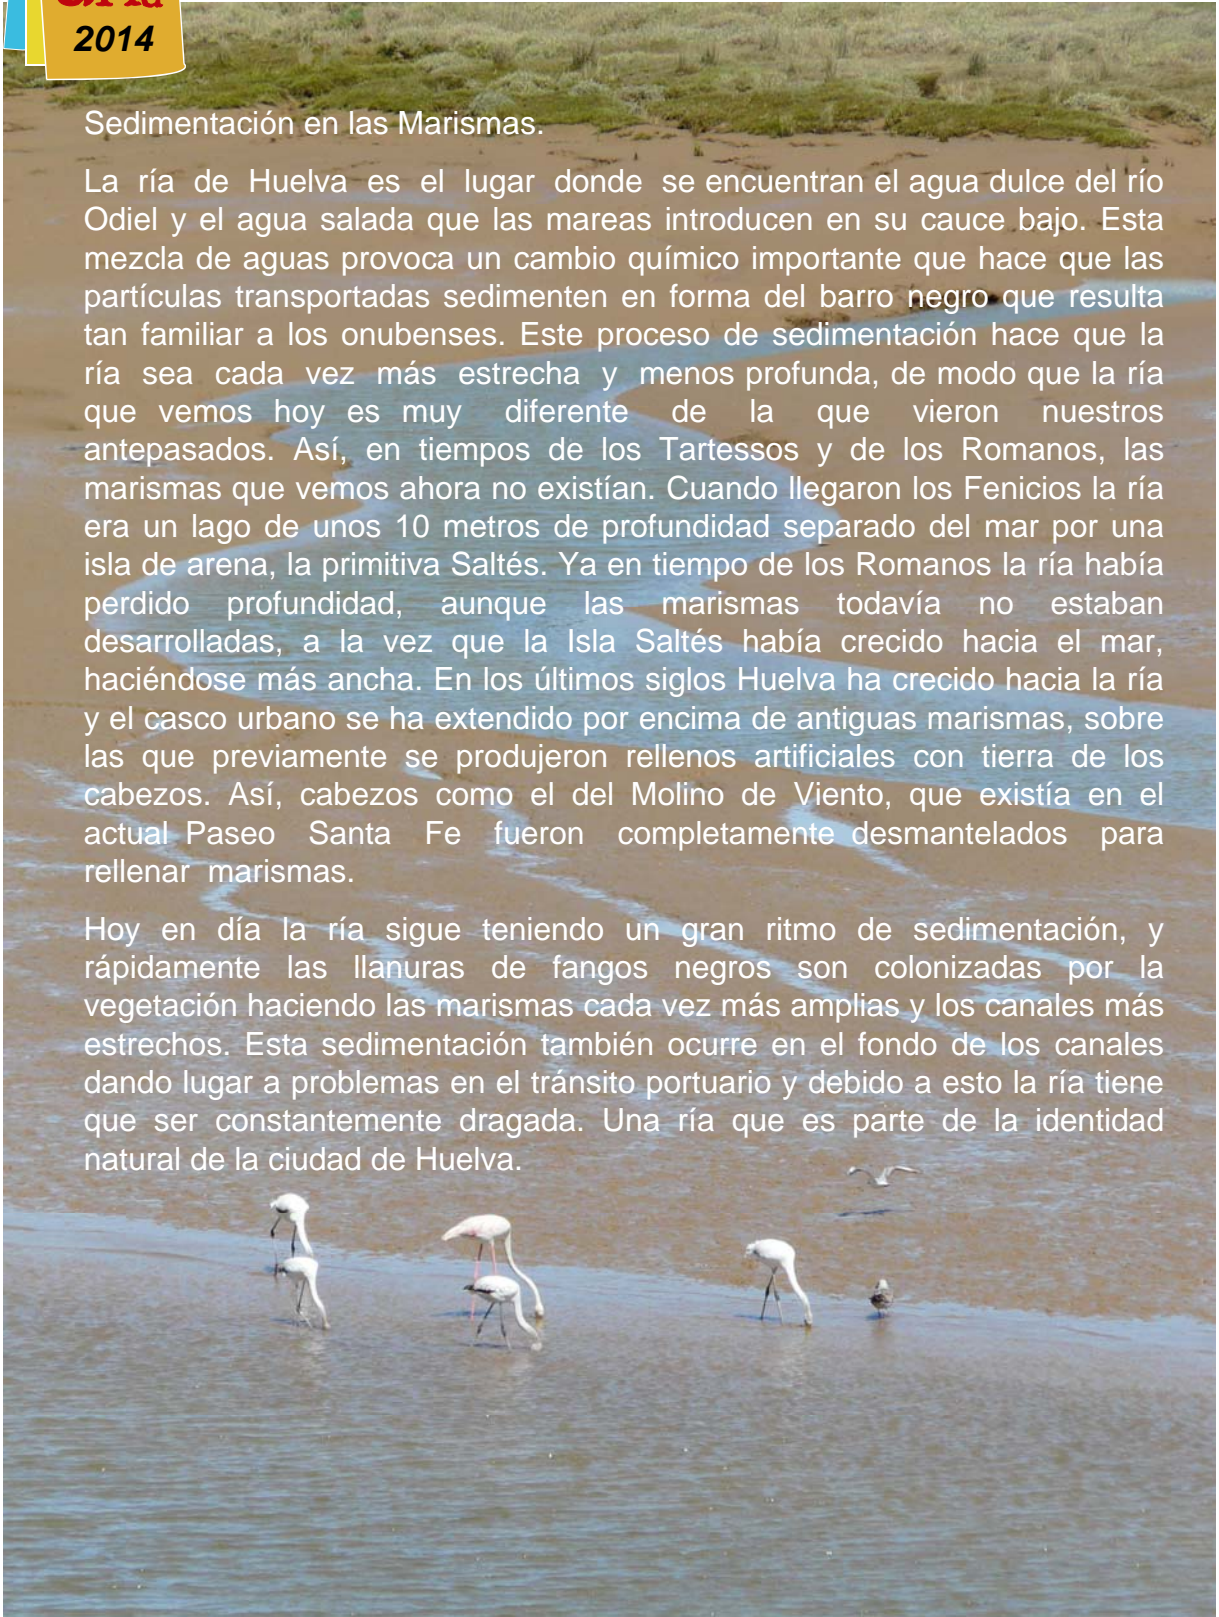 2014
Sedimentación en las Marismas.
La ría de Huelva es el lugar donde se encuentran el agua dulce del río
Odiel y el agua salada que las mareas introducen en su cauce bajo. Esta
mezcla de aguas provoca un cambio químico importante que hace que las
partículas transportadas sedimenten en forma del barro negro que resulta
tan familiar a los onubenses. Este proceso de sedimentación hace que la
ría sea cada vez más estrecha y menos profunda, de modo que la ría
que vemos hoy es muy diferente de la que vieron nuestros
antepasados. Así, en tiempos de los Tartessos y de los Romanos, las
marismas que vemos ahora no existían. Cuando llegaron los Fenicios la ría
era un lago de unos 10 metros de profundidad separado del mar por una
isla de arena, la primitiva Saltés. Ya en tiempo de los Romanos la ría había
perdido profundidad, aunque las marismas todavía no estaban
desarrolladas, a la vez que la Isla Saltés había crecido hacia el mar,
haciéndose más ancha. En los últimos siglos Huelva ha crecido hacia la ría
y el casco urbano se ha extendido por encima de antiguas marismas, sobre
las que previamente se produjeron rellenos artificiales con tierra de los
cabezos. Así, cabezos como el del Molino de Viento, que existía en el
actual Paseo Santa Fe fueron completamente desmantelados para
rellenar marismas.
Hoy en día la ría sigue teniendo un gran ritmo de sedimentación, y
rápidamente las llanuras de fangos negros son colonizadas por la
vegetación haciendo las marismas cada vez más amplias y los canales más
estrechos. Esta sedimentación también ocurre en el fondo de los canales
dando lugar a problemas en el tránsito portuario y debido a esto la ría tiene
que ser constantemente dragada. Una ría que es parte de la identidad
natural de la ciudad de Huelva.